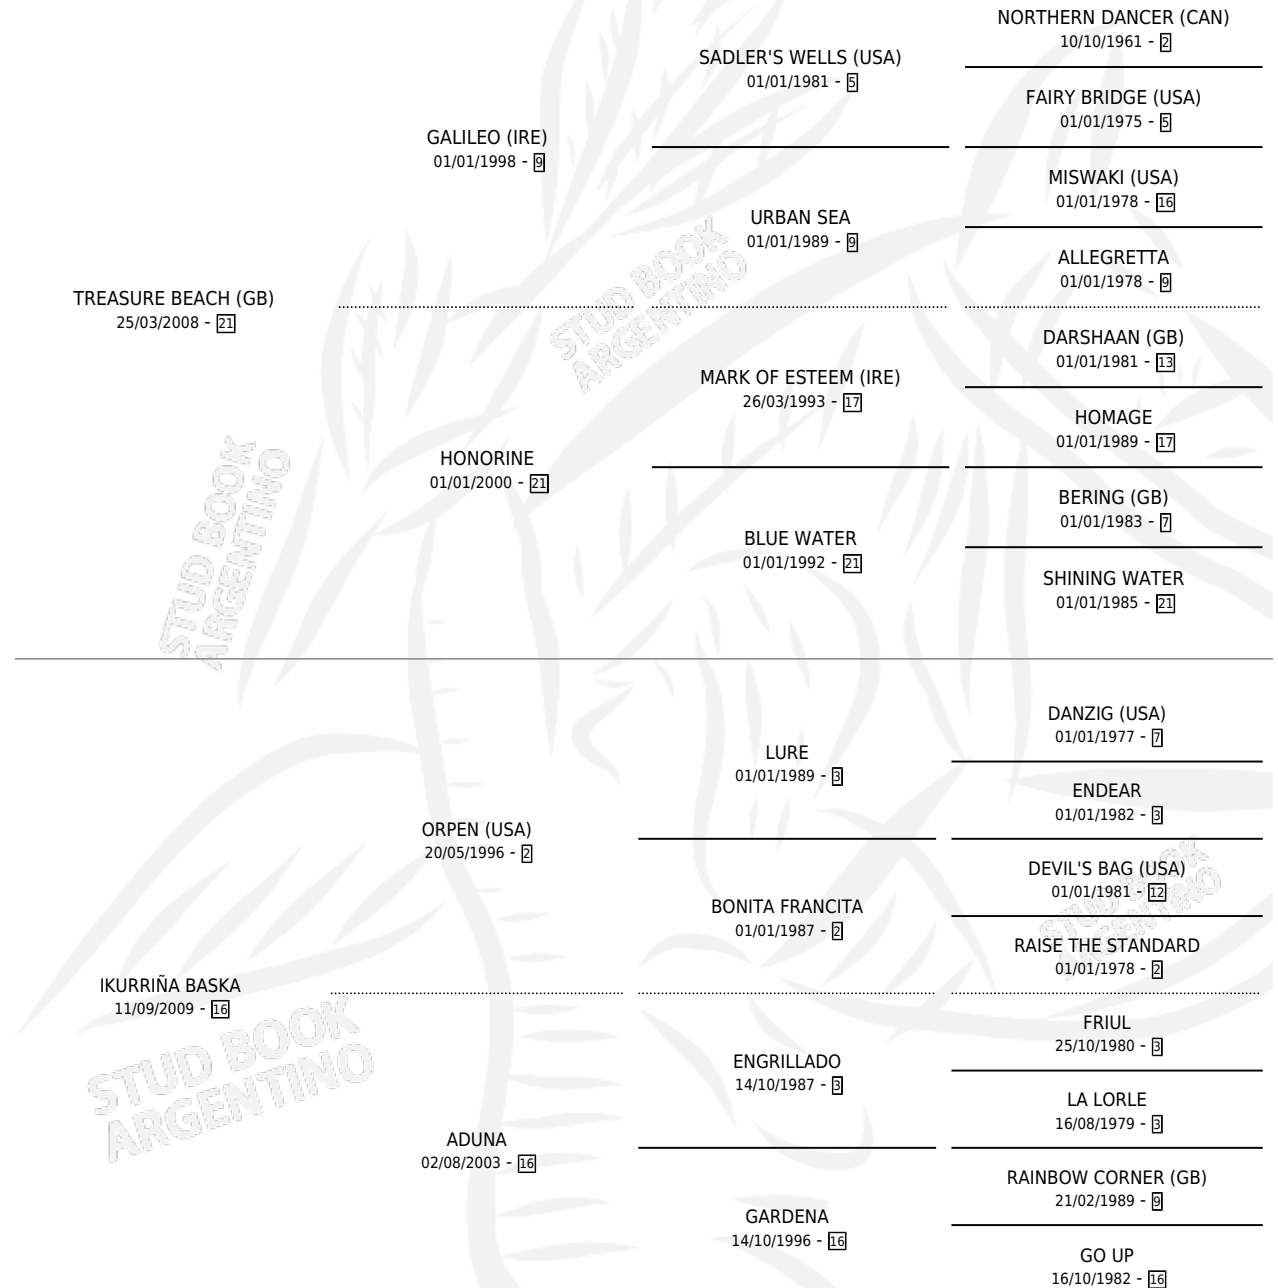 NORTHERN DANCER (CAN)
10/10/1961 - 2
SADLER'S WELLS (USA)
01/01/1981 - 5
FAIRY BRIDGE (USA)
01/01/1975 - 5
GALILEO (IRE)
01/01/1998 - 9
MISWAKI (USA)
01/01/1978 - 16
URBAN SEA
01/01/1989 - 9
ALLEGRETTA
01/01/1978 - 9
TREASURE BEACH (GB)
25/03/2008 - 21
STUD BOOK
ARGENTINO
DARSHAAN (GB)
01/01/1981 - 13
MARK OF ESTEEM (IRE)
26/03/1993 - 17
HOMAGE
01/01/1989 - 17
HONORINE
01/01/2000 - 21
BERING (GB)
01/01/1983 - 7
BLUE WATER
01/01/1992 - 21
SHINING WATER
01/01/1985 - 21
STUD BOOK
ARGENTINO
DANZIG (USA)
01/01/1977 - 7
LURE
01/01/1989 - 3
ENDEAR
01/01/1982 - 3
ORPEN (USA)
20/05/1996 - 2
DEVIL'S BAG (USA)
01/01/1981 - 12
STUD BOOK
ARGENTINO
BONITA FRANCITA
01/01/1987 - 2
RAISE THE STANDARD
01/01/1978 - 2
IKURRIÑA BASKA
11/09/2009 - 16
STUD BOOK
ARGENTINO
FRIUL
25/10/1980 - 3
ENGRILLADO
14/10/1987 - 3
LA LORLE
16/08/1979 - 3
ADUNA
02/08/2003 - 16
RAINBOW CORNER (GB)
21/02/1989 - 9
GARDENA
14/10/1996 - 16
GO UP
16/10/1982 - 16